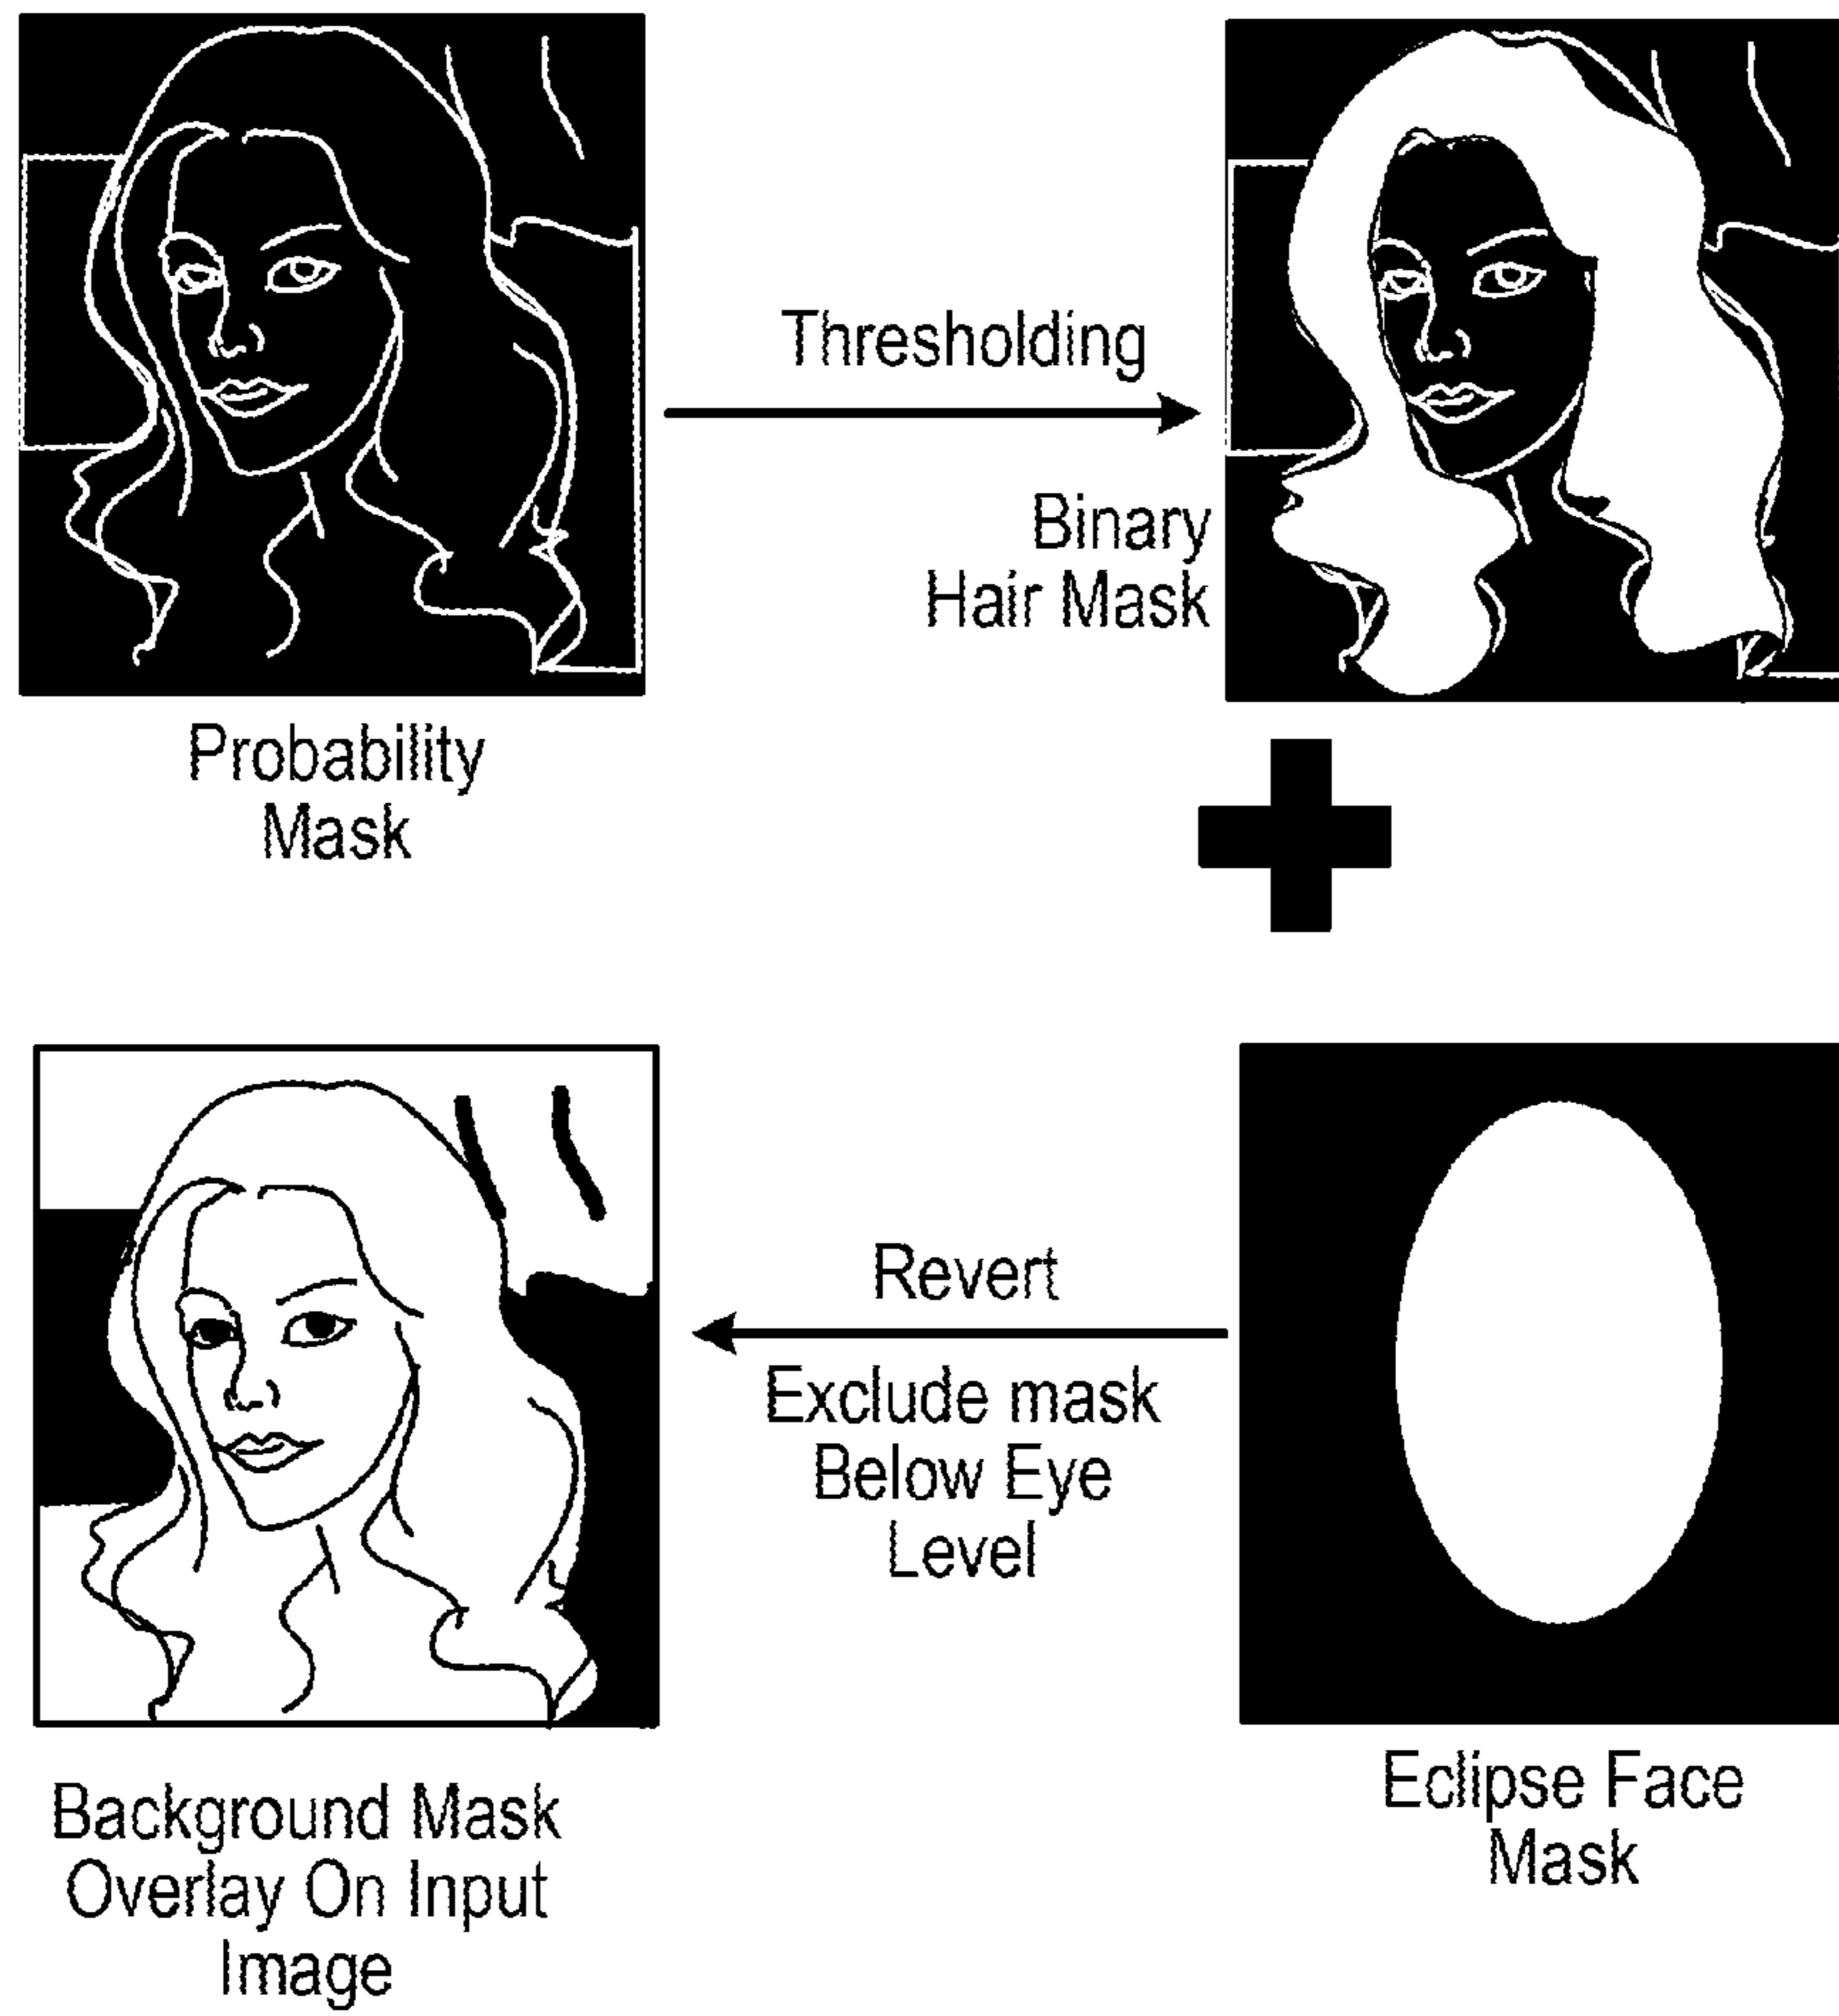 Thresholding
Binary
Hair Mask
Probability
Mask
Revert
Exclude mask
Below Eye
Level
Eclipse Face
Mask
Background Mask
Overlay On Input
Image